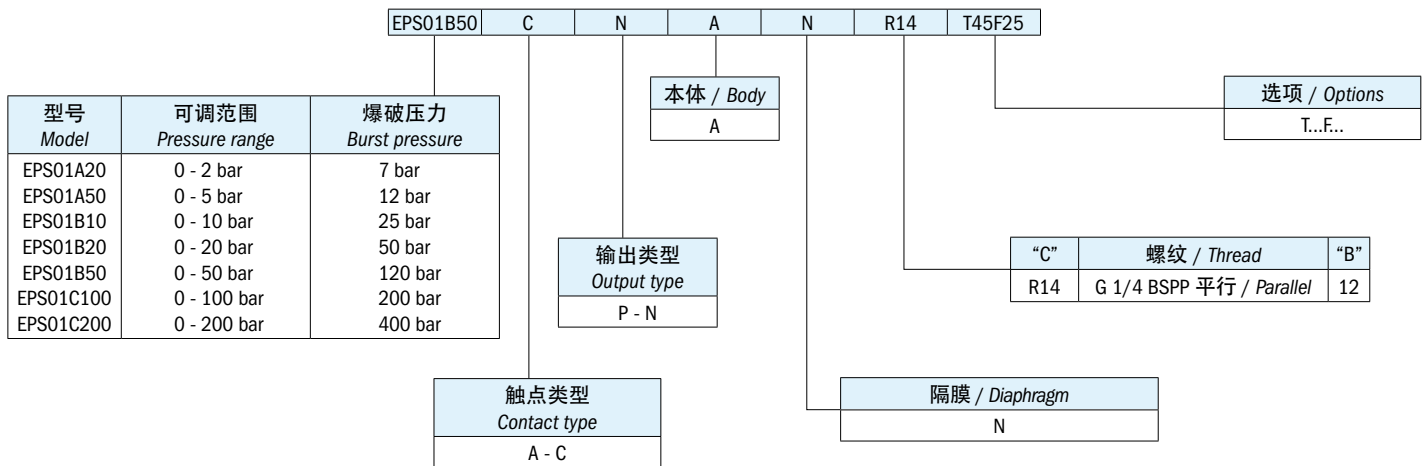 EPS01B50 C N A N R14 T45F25
型号 可调范围 爆破压力
Model Pressure range Burst pressure
EPS01A20 0 - 2 bar 7 bar
EPS01A50 0 - 5 bar 12 bar
EPS01B10 0 - 10 bar 25 bar
EPS01B20 0 - 20 bar 50 bar
EPS01B50 0 - 50 bar 120 bar
EPS01C100 0 - 100 bar 200 bar
EPS01C200 0 - 200 bar 400 bar
本体 / Body
A
选项 / Options
T...F...
输出类型
Output type
P - N
“C” 螺纹 / Thread “B”
R14 G 1/4 BSPP 平行 / Parallel 12
触点类型
Contact type
A - C
隔膜 / Diaphragm
N